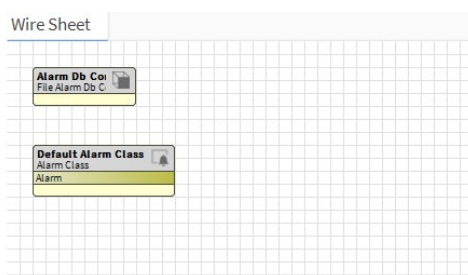 Wire Sheet
Alarm Db Co
File Alarm Db C
Default Alarm Class
Alarm Class
Alarm